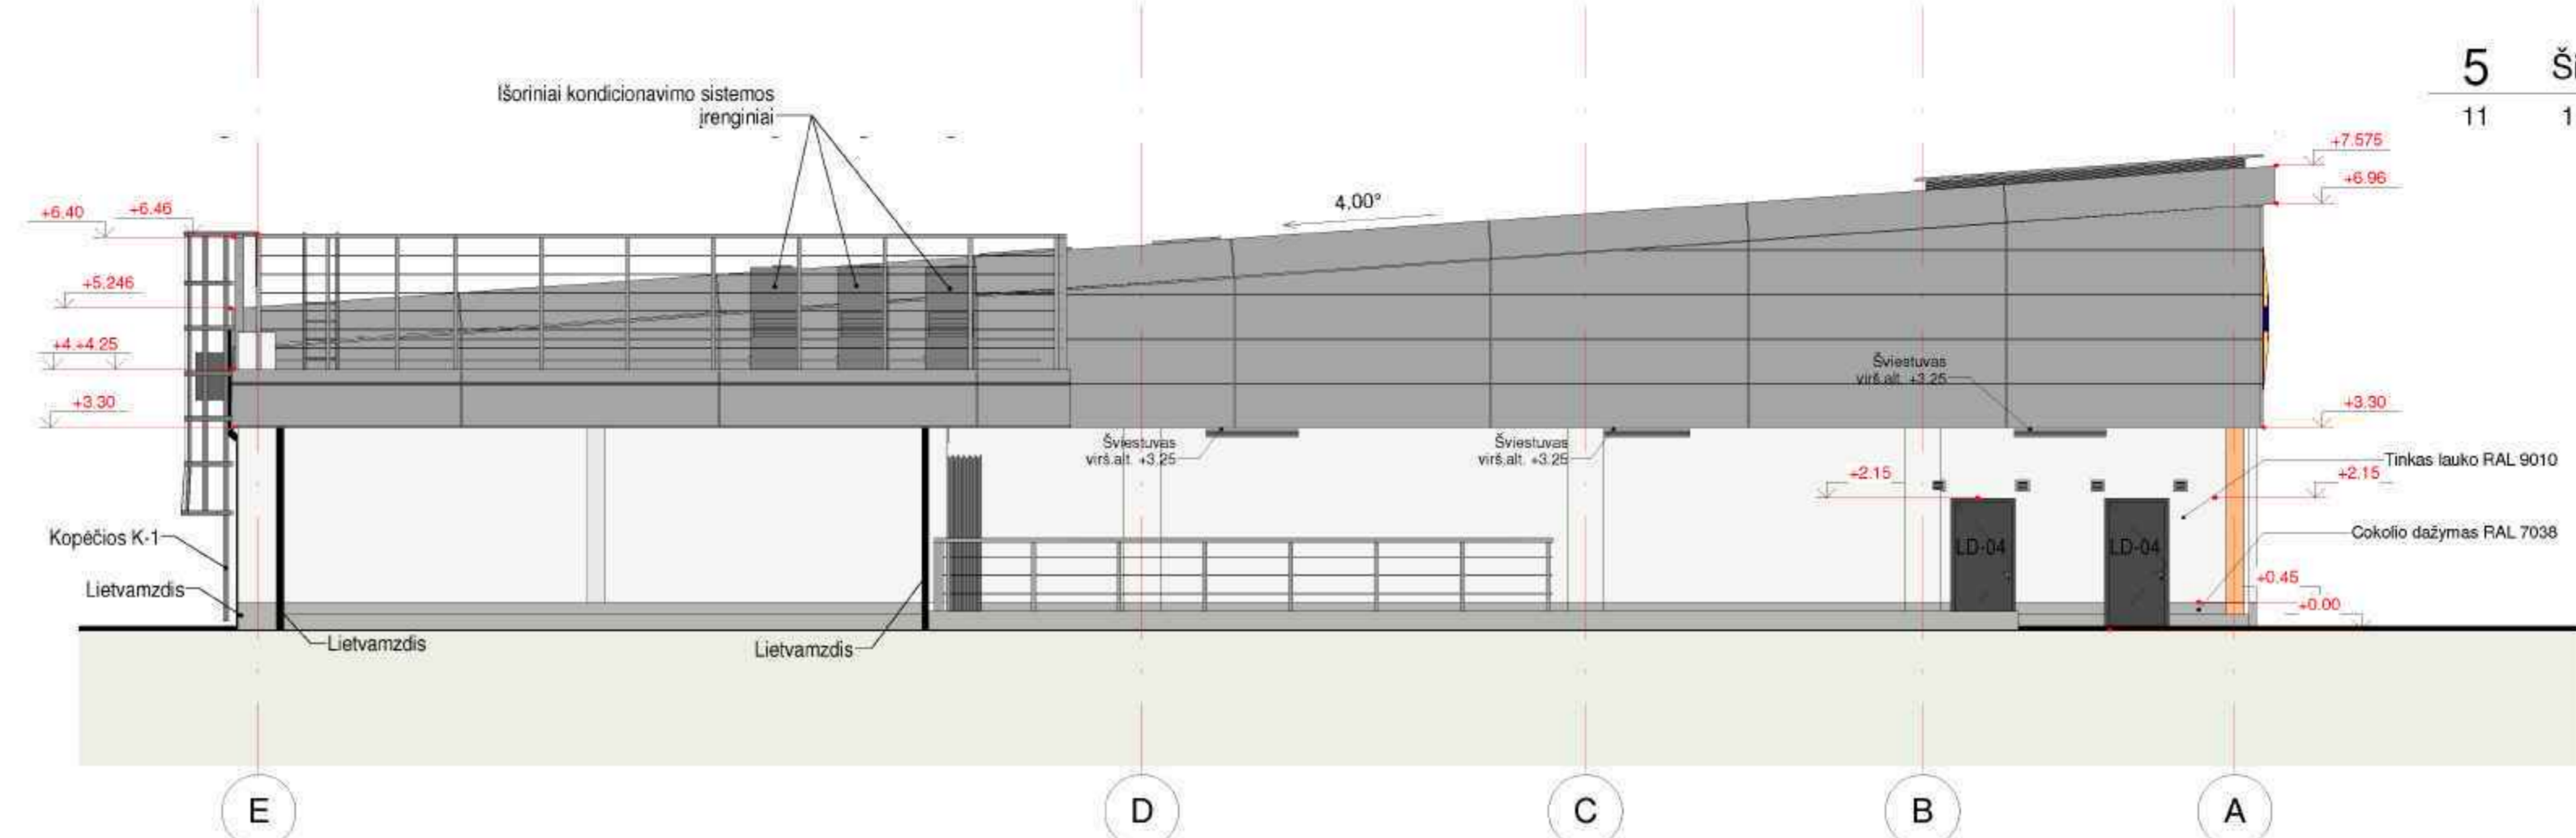 5 Š
11 1
Išoriniai kondicionavimo sistemos
įrenginiai
+7.575
+6.96
4,00°
+6.40
+6.46
+5.246
+4.25
+3.30
Šviestuvas
virš.alt. +3.25
Šviestuvas
virš.alt. +3.25
Šviestuvas
virš.alt. +3.25
+3.30
Tinkas lauko RAL 9010
+2.15
+2.15
Cokolio dažymas RAL 7038
LD-04
LD-04
+0.45
+0.00
Kopėčios K-1
Lietvamzdis
Lietvamzdis
Lietvamzdis
E D C B A